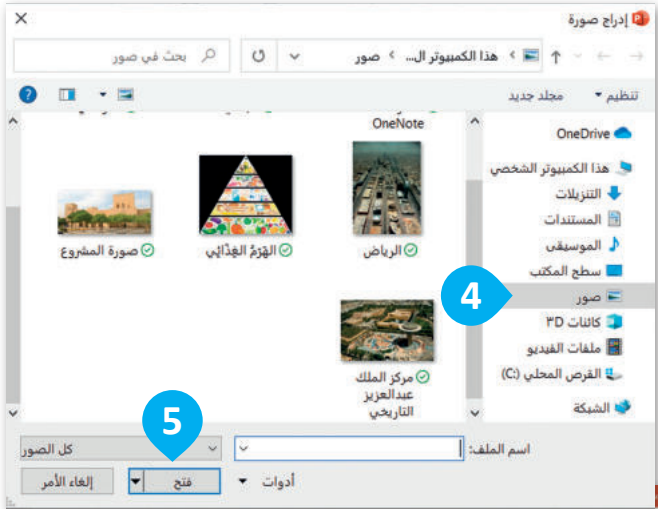 إدراج صورة
هذا الكمبيوتر ال... › صور
بحث في صور
تنظيم
مجلد جديد
OneDrive
هذا الكمبيوتر الشخصي
التنزيلات
المستندات
الموسيقى
سطح المكتب
صور
4
كائنات ٣D
ملفات الفيديو
القرص المحلي (C:)
الشبكة
OneNote
الرياض
الهَرَمُ الغِذَائِي
صورة المشروع
مركز الملك
عبدالعزيز
التاريخي
5
اسم الملف:
كل الصور
أدوات
فتح
إلغاء الأمر